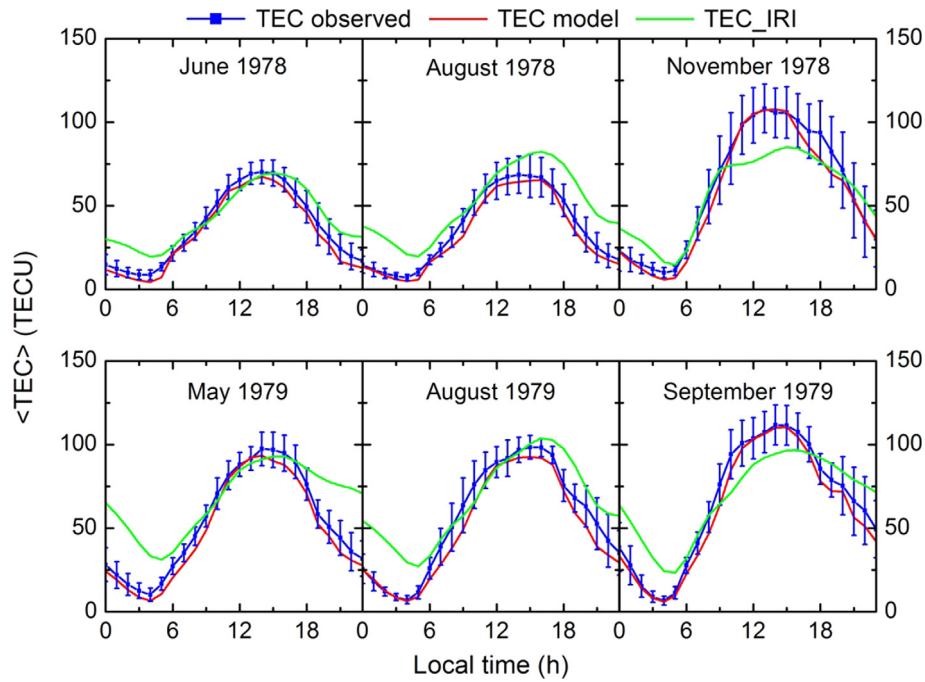 TEC observed TEC model TEC_IRI
150 150
June 1978 August 1978 November 1978
100 100
50 50
0 0
0 6 12 18 0 6 12 18 0 6 12 18
<TEC> (TECU)
150 150
May 1979 August 1979 September 1979
100 100
50 50
0 0
0 6 12 18 0 6 12 18 0 6 12 18
Local time (h)